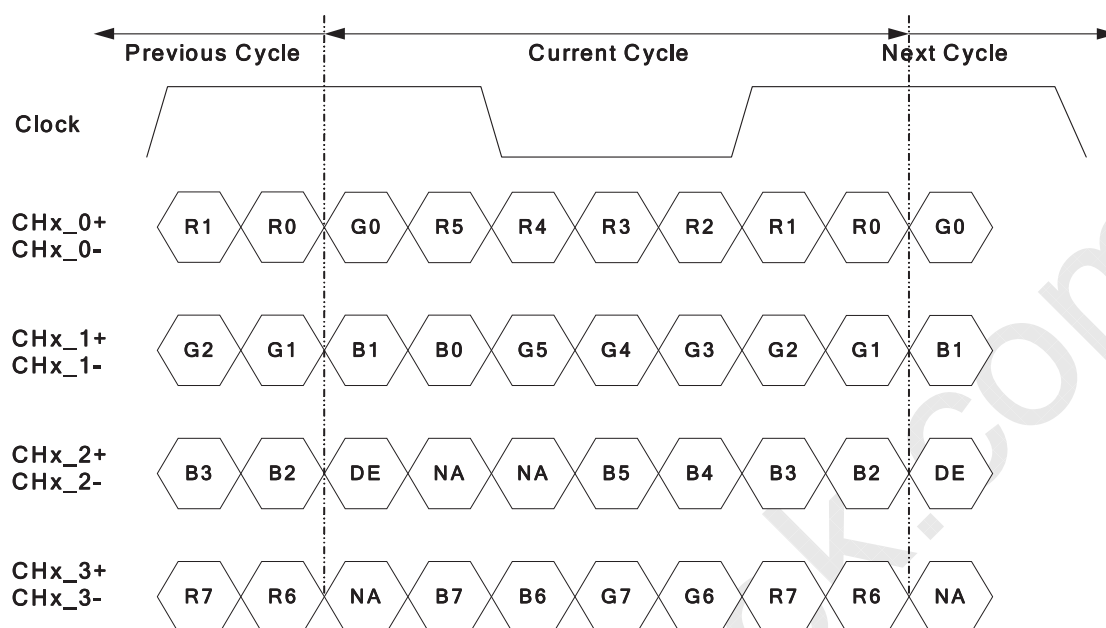 Previous Cycle Current Cycle Next Cycle
Clock
CHx_0+
CHx_0-
R1 R0 G0 R5 R4 R3 R2 R1 R0 G0
CHx_1+
CHx_1-
G2 G1 B1 B0 G5 G4 G3 G2 G1 B1
CHx_2+
CHx_2-
B3 B2 DE NA NA B5 B4 B3 B2 DE
CHx_3+
CHx_3-
R7 R6 NA B7 B6 G7 G6 R7 R6 NA
k.com